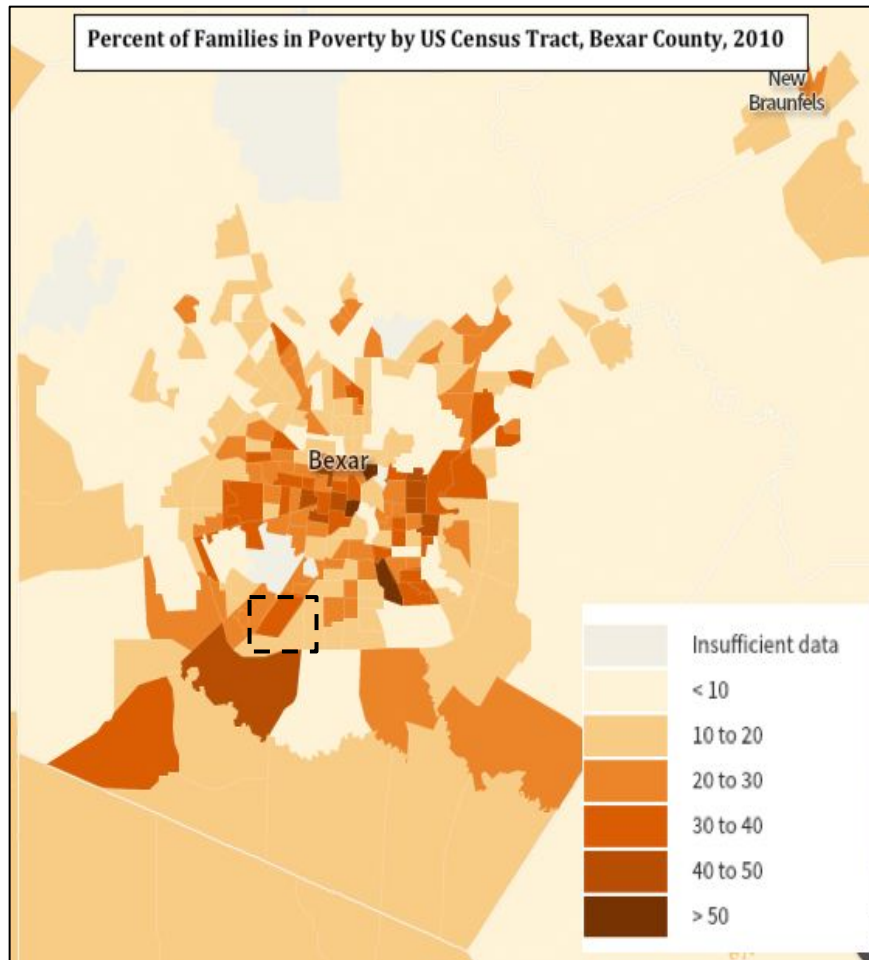 Percent of Families in Poverty by US Census Tract, Bexar County, 2010
New
Braunfels
Bexar
Insufficient data
< 10
10 to 20
20 to 30
30 to 40
40 to 50
> 50